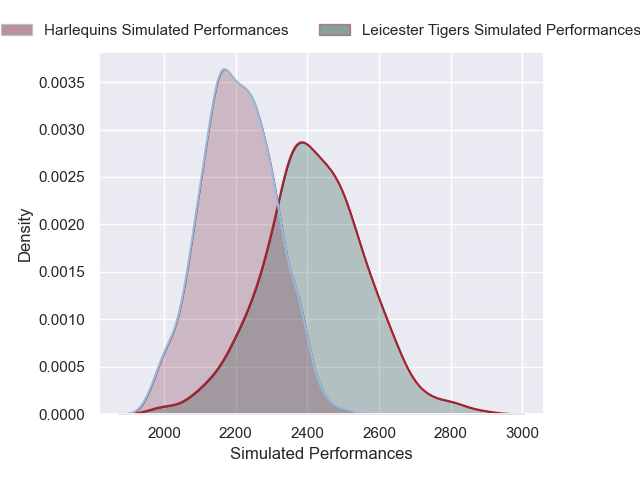 Harlequins Simulated Performances
Leicester Tigers Simulated Performances
0.0035
0.0030
0.0025
0.0020
0.0015
0.0010
0.0005
0.0000
Density
2000 2200 2400 2600 2800 3000
Simulated Performances